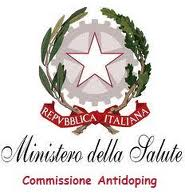 REPVBBLICA ITALIANA
Ministero della Salute
Commissione Antidoping